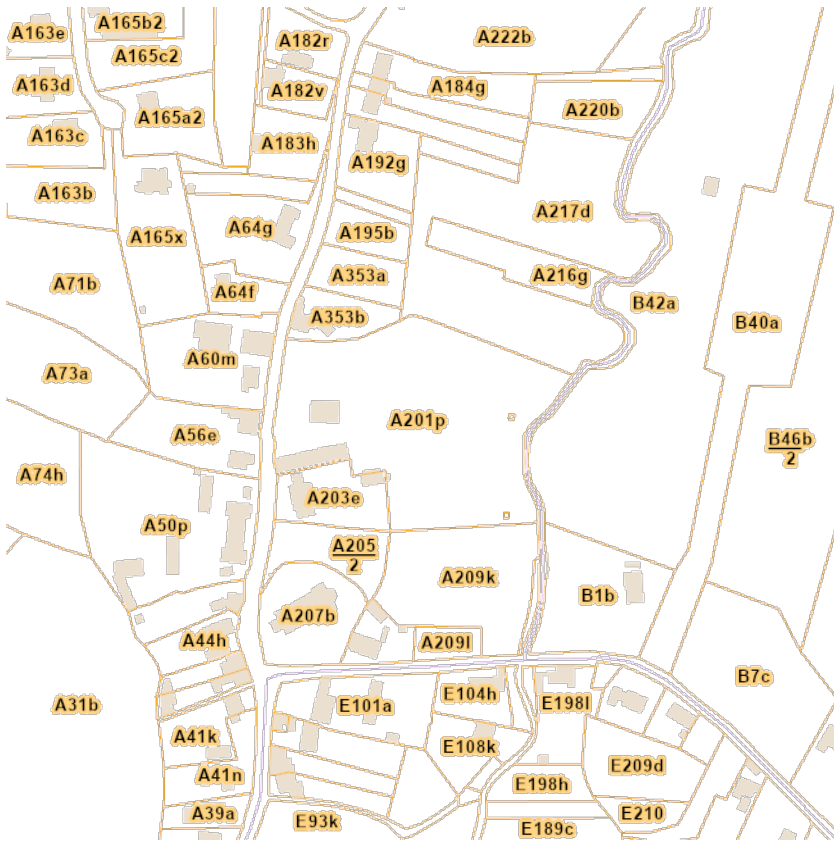 A163e
A165b2
A182r
A222b
A165c2
A163d
A182v
A184g
A165a2
A220b
A163c
A183h
A192g
A163b
A217d
A165x
A64g
A195b
A71b
A64f
A353a
A216g
B42a
A353b
B40a
A60m
A73a
A201p
A56e
B46b
2
A74h
A203e
A50p
A205
2
A209k
B1b
A207b
A44h
A209l
A31b
E101a
E104h
E198l
B7c
A41k
E108k
A41n
E209d
E198h
A39a
E93k
E189c
E210